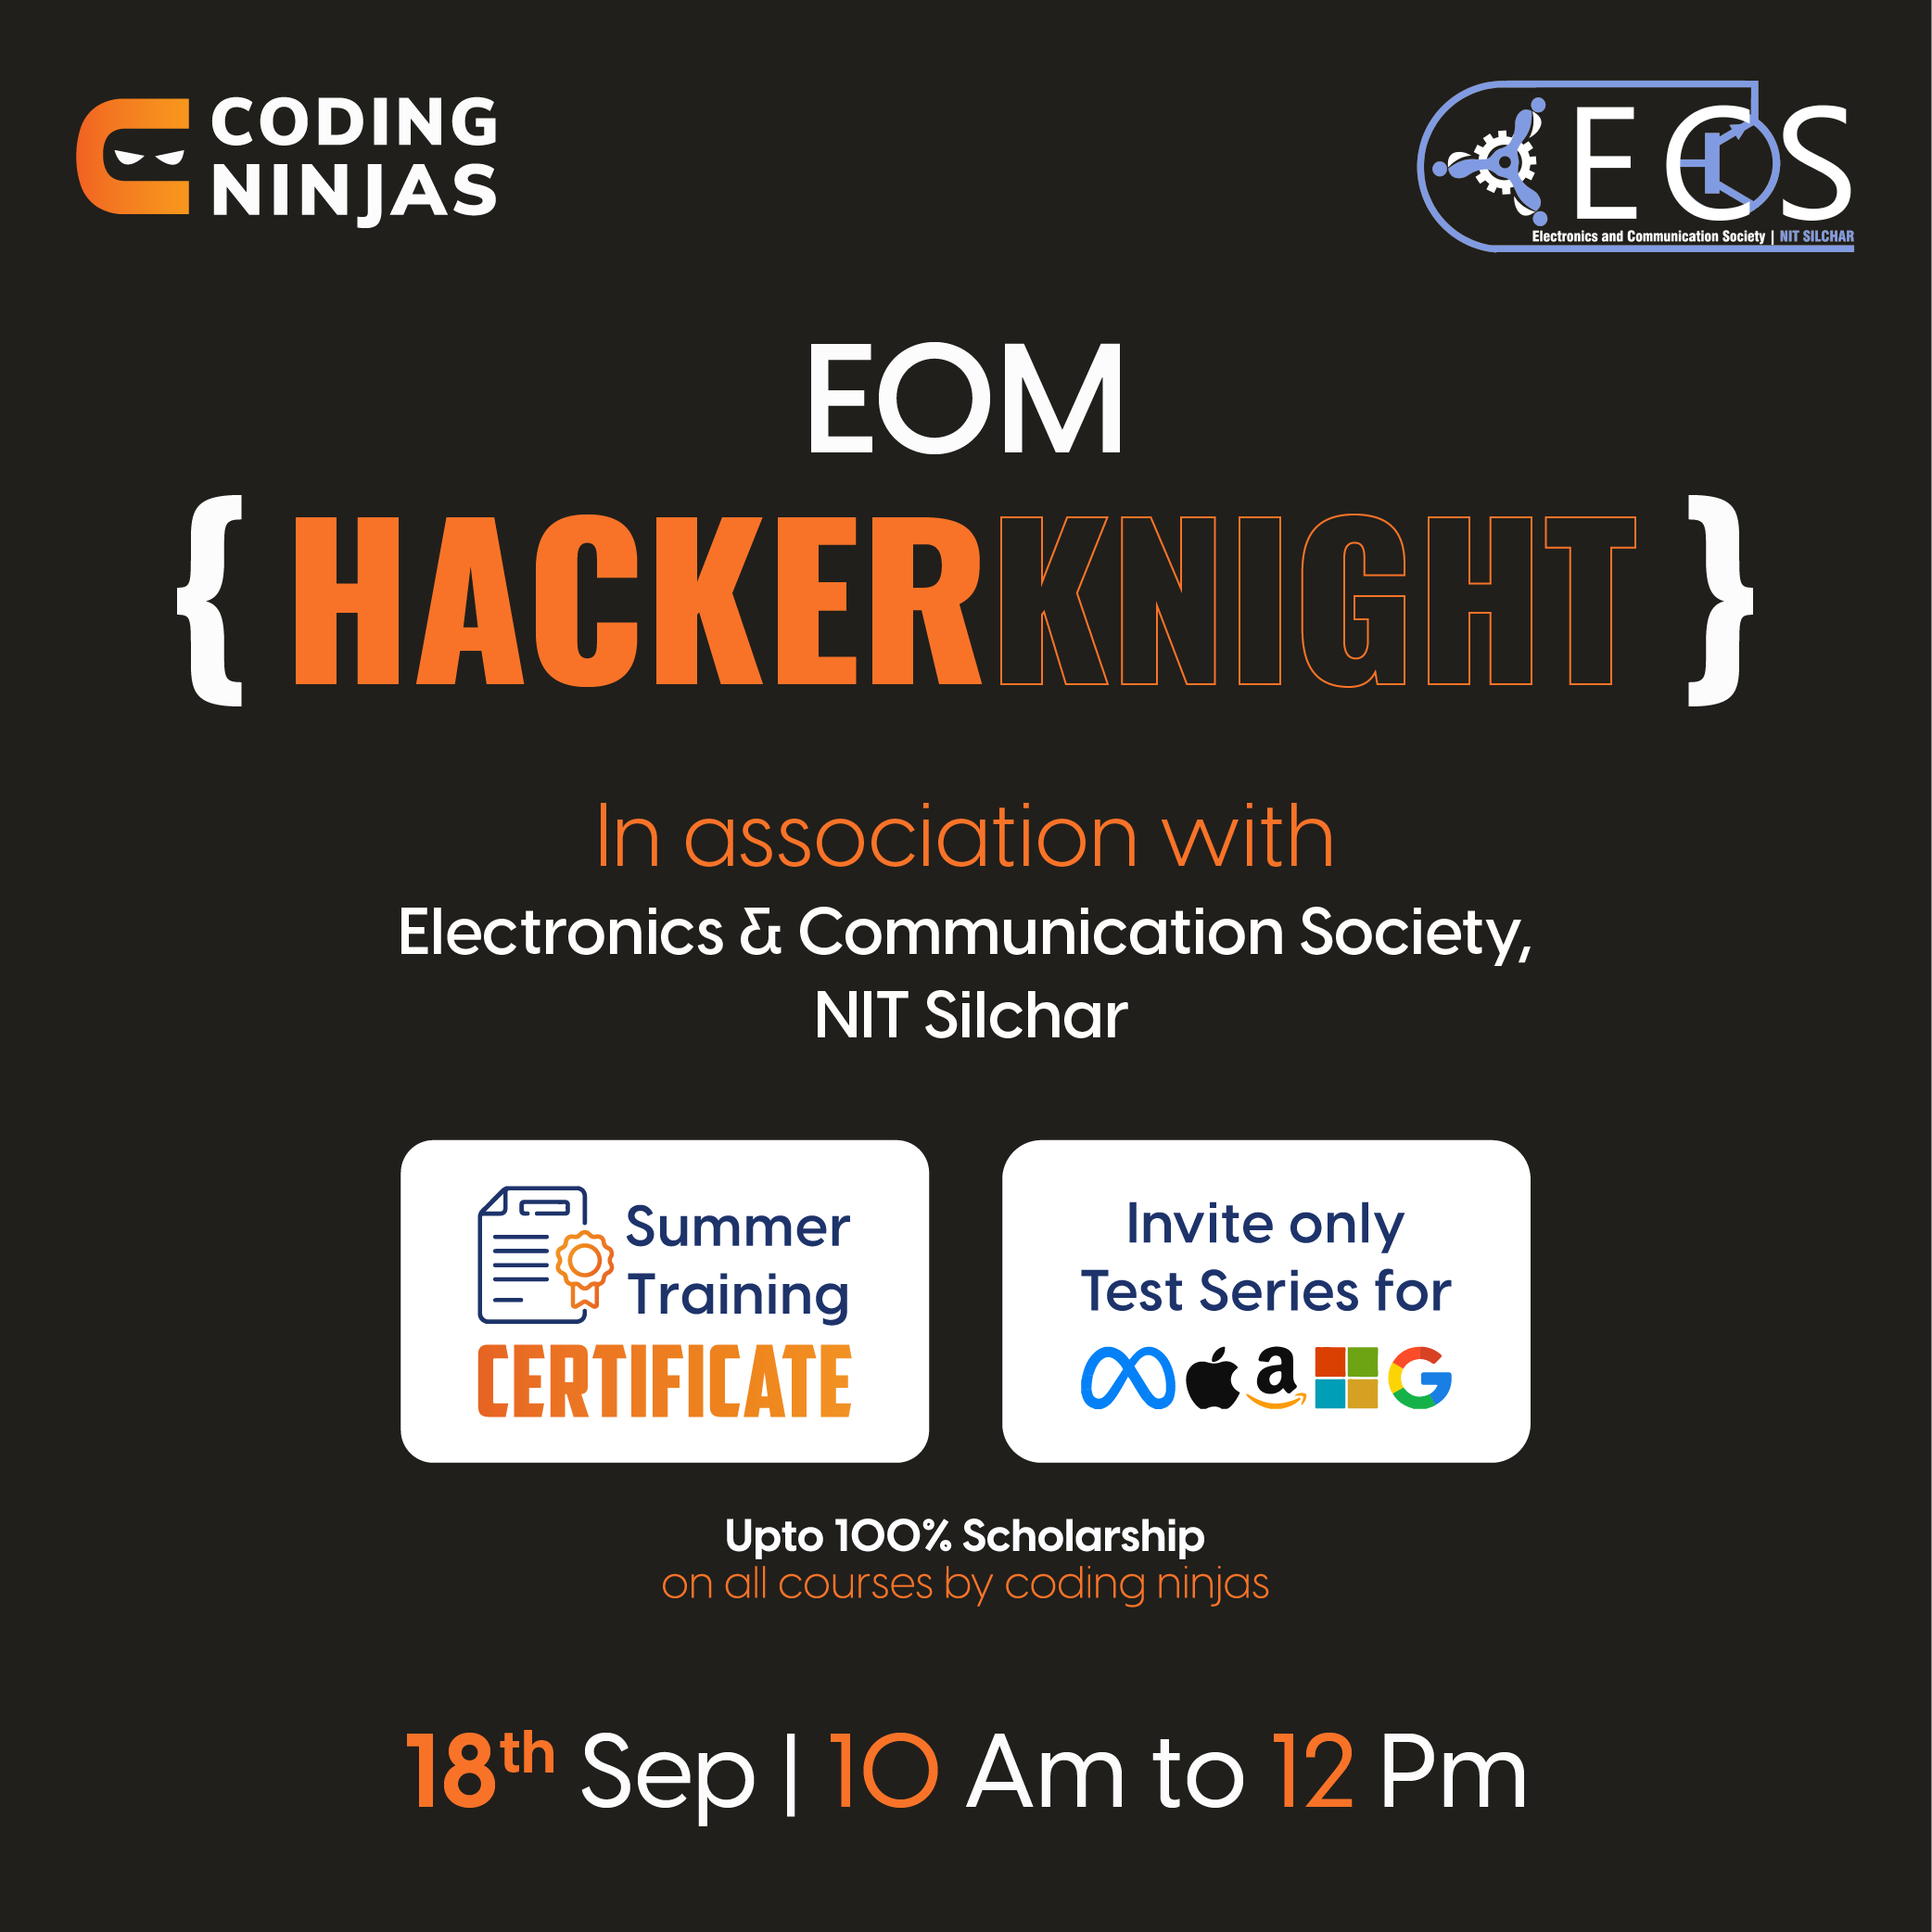 CODING
NINJAS
ECS
Electronics and Communication Society | NIT SILCHAR
EOM
{ HACKERKNIGHT }
In association with
Electronics & Communication Society,
NIT Silchar
Summer
Training
CERTIFICATE
Invite only
Test Series for
Upto 100% Scholarship
on all courses by coding ninjas
18th Sep | 10 Am to 12 Pm